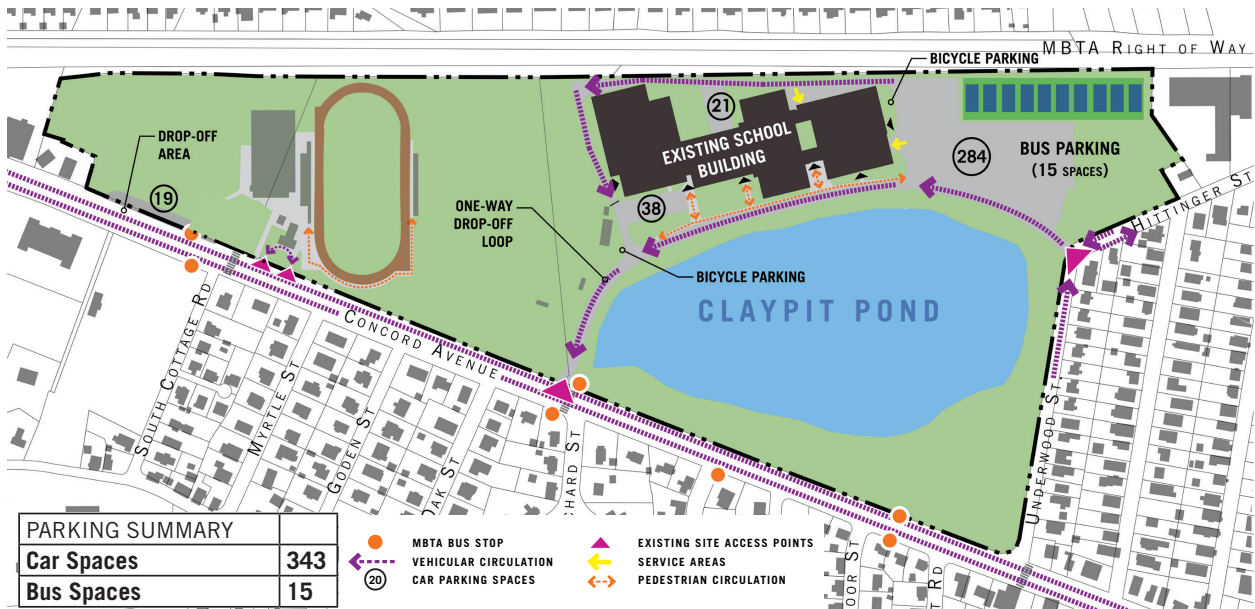 MBTA RIGHT OF WAY
BICYCLE PARKING
DROP-OFF
AREA
19
21
EXISTING SCHOOL
BUILDING
284
BUS PARKING
(15 SPACES)
38
ONE-WAY
DROP-OFF
LOOP
HITTINGER ST
BICYCLE PARKING
CLAYPIT POND
CONCORD AVENUE
SOUTH COTTAGE RD
MYRTLE ST
GODEN ST
OAK ST
CHARD ST
UNDERWOOD ST.
OOR ST
T RD
PARKING SUMMARY
Car Spaces 343
Bus Spaces 15
MBTA BUS STOP
VEHICULAR CIRCULATION
20 CAR PARKING SPACES
EXISTING SITE ACCESS POINTS
SERVICE AREAS
PEDESTRIAN CIRCULATION